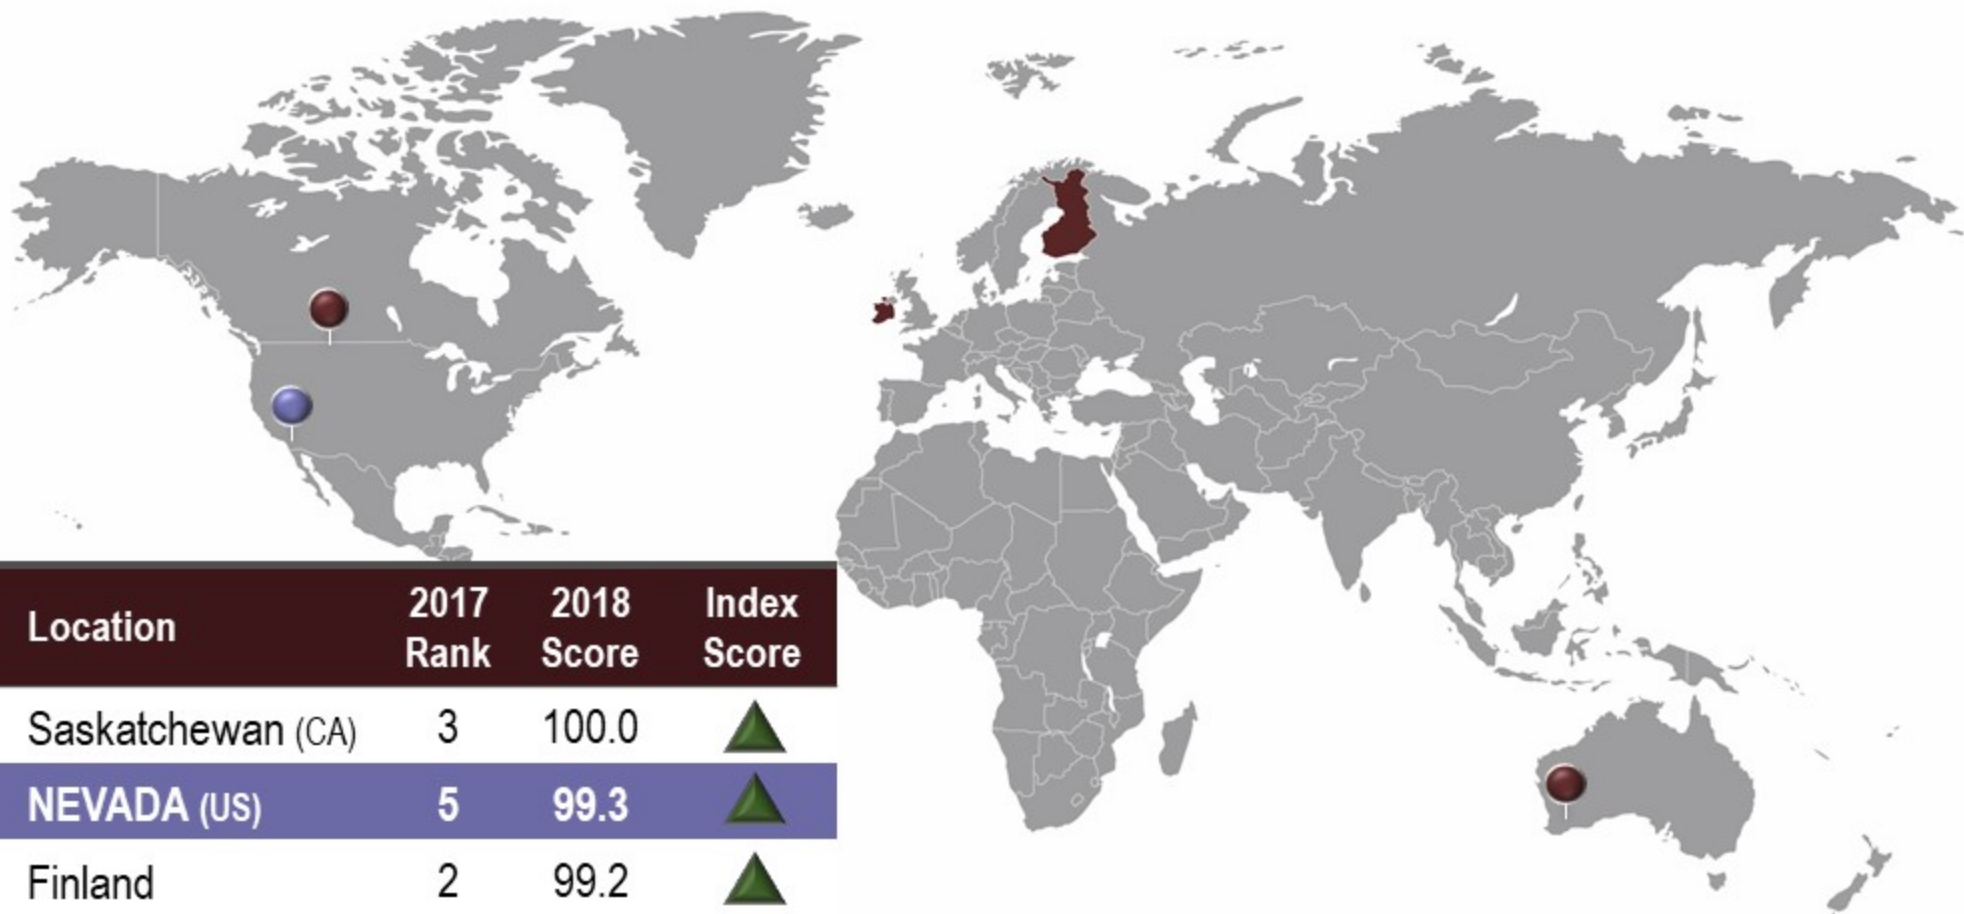 Location 2017 Rank 2018 Score Index Score
Saskatchewan (CA) 3 100.0
NEVADA (US) 5 99.3
Finland 2 99.2